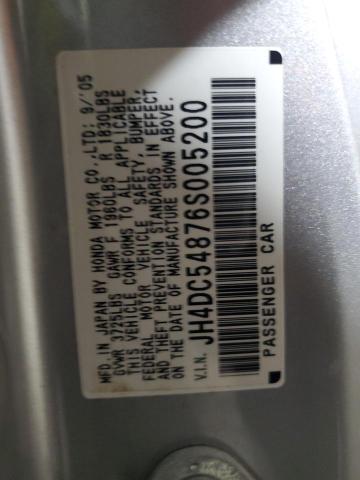 MFD. IN JAPAN BY HONDA MOTOR CO.,LTD: 9/'05
GVWR 3725LBS GAWR F 1960LBS R 1830LBS
THIS VEHICLE CONFORMS TO ALL APPLICABLE
FEDERAL MOTOR VEHICLE SAFETY, BUMPER,
AND THEFT PREVENTION STANDARDS IN EFFECT
ON THE DATE OF MANUFACTURE SHOWN ABOVE.
V.I.N. JH4DC54876S005200
PASSENGER CAR